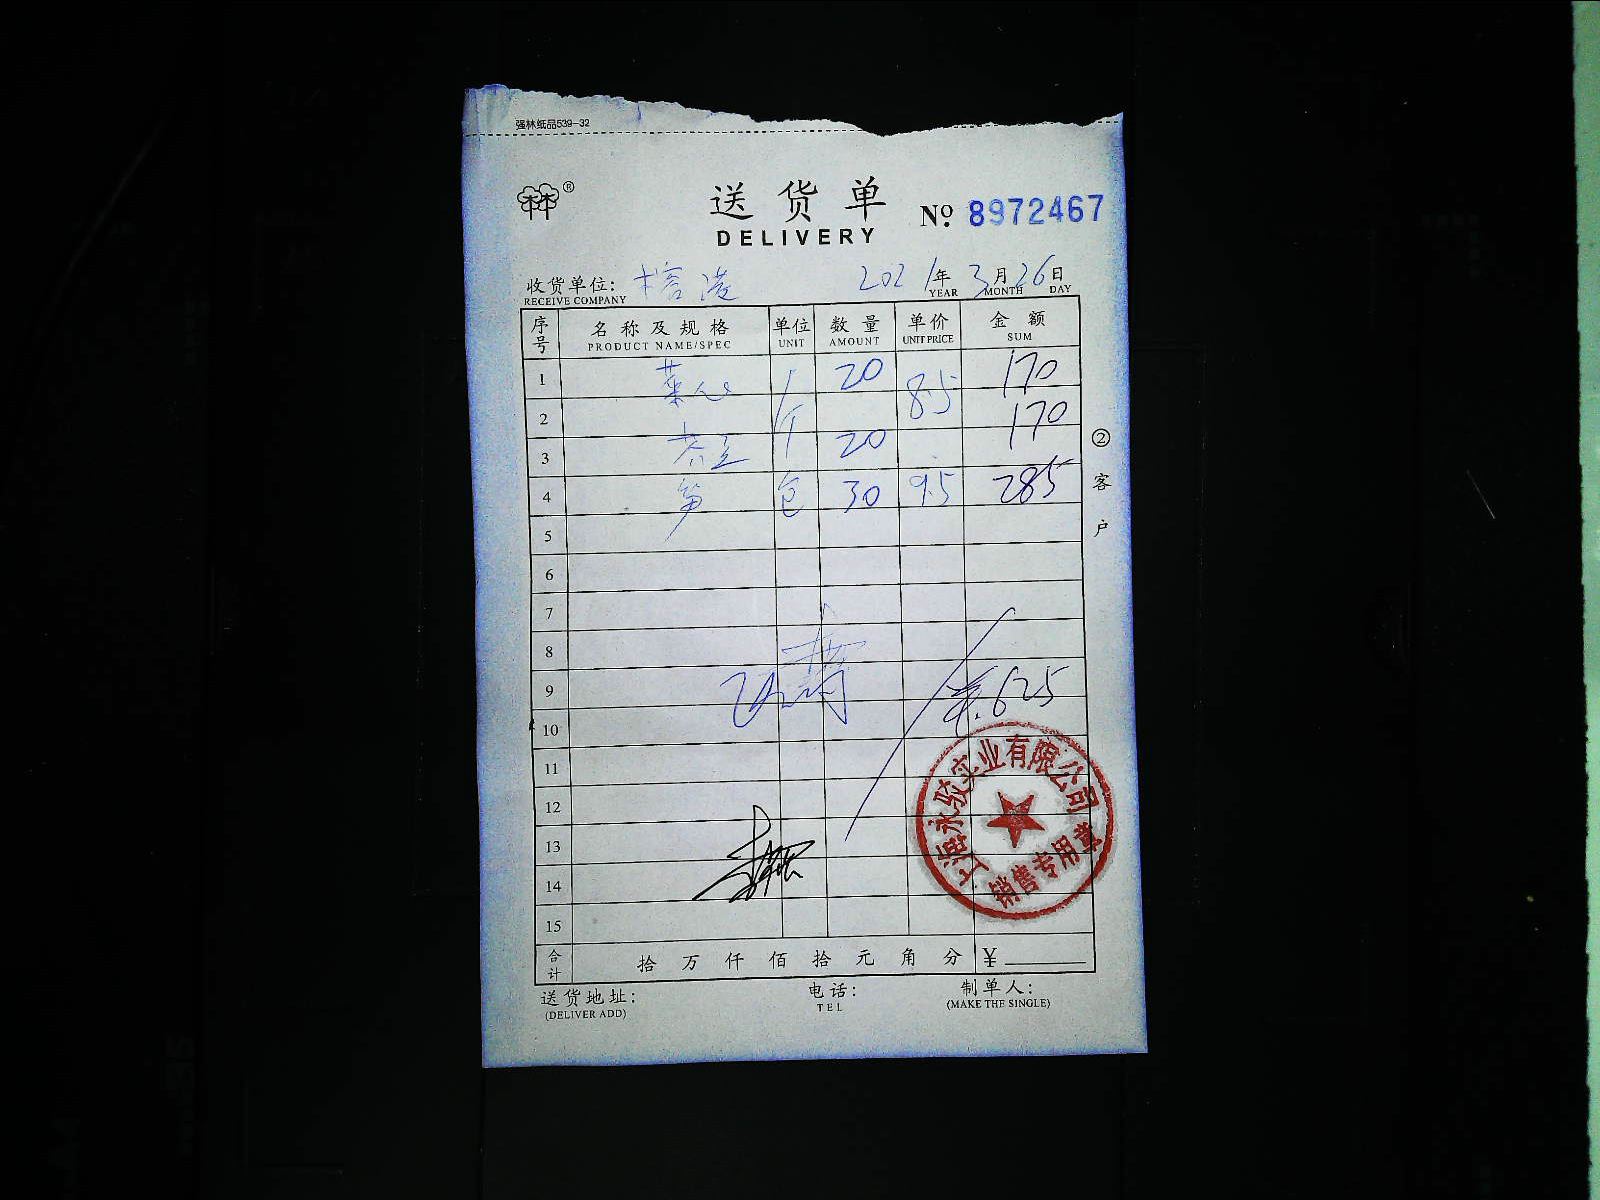 强林纸品539-32
林林®
送货单
DELIVERY
No. 8972467
收货单位: 2021年3月26日
RECEIVE COMPANY YEAR MONTH DAY
序号 名称及规格 单位 数量 单价 金额
PRODUCT NAME/SPEC UNIT AMOUNT UNIT PRICE SUM
1 菜心 个 20 8.5 170
2 170
3 20
4 笋 包 30 9.5 285
5
6
7
8
9 625
10
11
12
13
14
15
合计 拾 万 仟 佰 拾 元 角 分 ¥
送货地址: 电话: 制单人:
(DELIVER ADD) TEL (MAKE THE SINGLE)
②客户
上海永驳实业有限公司
销售专用章